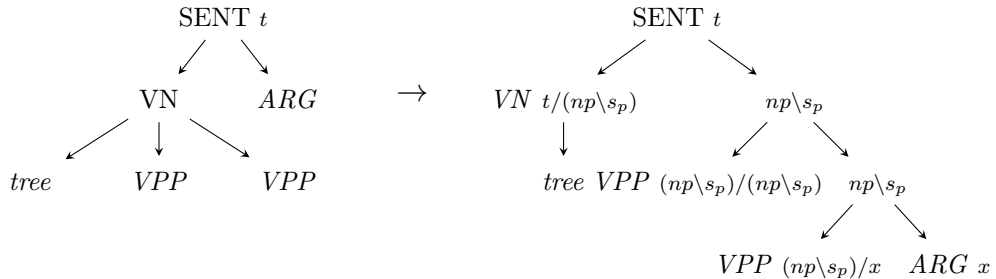 SENT t SENT t
VN ARG → VN t/(np\s_p) np\s_p
tree VPP VPP tree VPP (np\s_p)/(np\s_p) np\s_p
VPP (np\s_p)/x ARG x